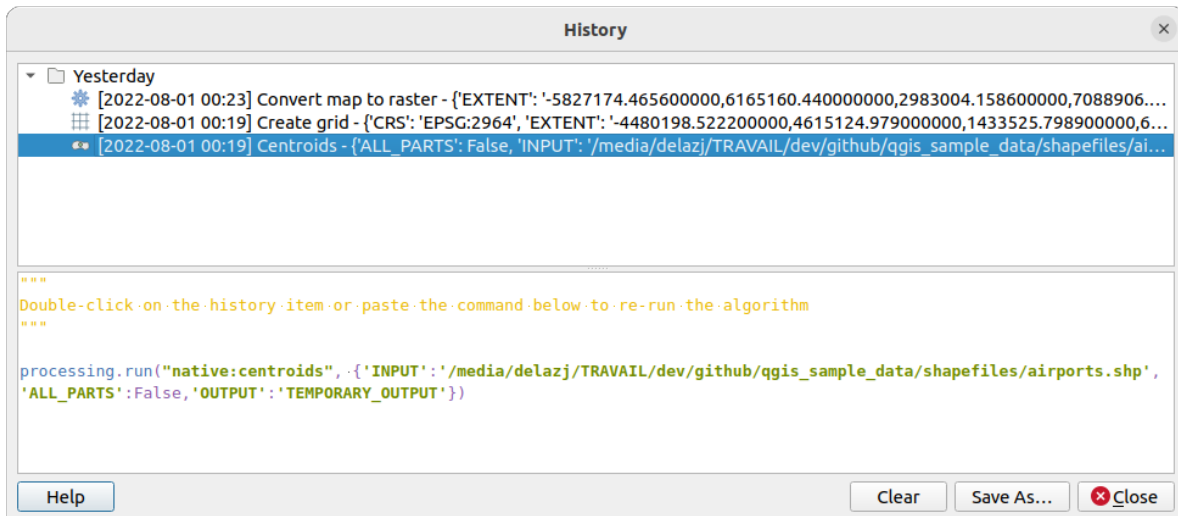 History
Yesterday
[2022-08-01 00:23] Convert map to raster - {'EXTENT': '-5827174.465600000,6165160.440000000,2983004.158600000,7088906....
[2022-08-01 00:19] Create grid - {'CRS': 'EPSG:2964', 'EXTENT': '-4480198.522200000,4615124.979000000,1433525.798900000,6...
[2022-08-01 00:19] Centroids - {'ALL_PARTS': False, 'INPUT': '/media/delazj/TRAVAIL/dev/github/qgis_sample_data/shapefiles/ai...
"""
Double-click on the history item or paste the command below to re-run the algorithm
"""
processing.run("native:centroids", {'INPUT':'/media/delazj/TRAVAIL/dev/github/qgis_sample_data/shapefiles/airports.shp',
'ALL_PARTS':False,'OUTPUT':'TEMPORARY_OUTPUT'})
Help Clear Save As... Close